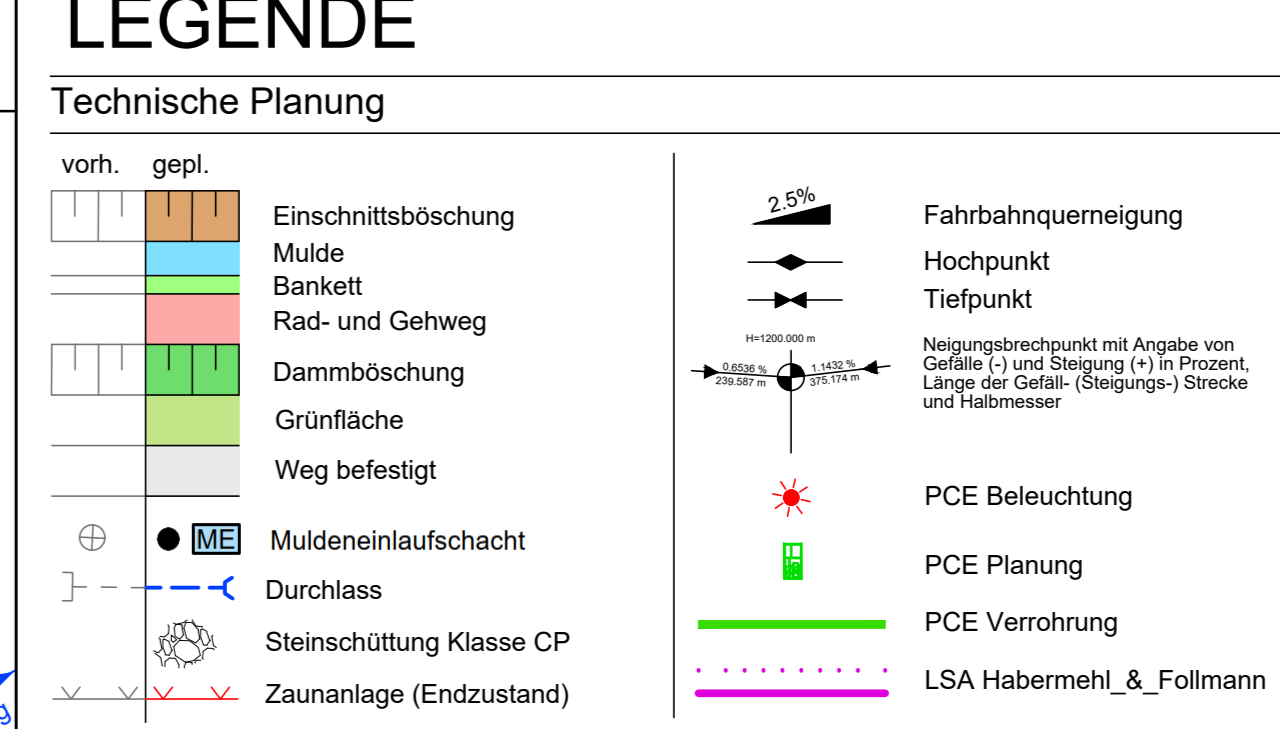 LEGENDE
Technische Planung
vorh. gepl.
Einschnittsböschung
Mulde
Bankett
Rad- und Gehweg
Dammböschung
Grünfläche
Weg befestigt
ME Muldeneinlaufschacht
Durchlass
Steinschüttung Klasse CP
Zaunanlage (Endzustand)
2.5% Fahrbahnquerneigung
Hochpunkt
Tiefpunkt
H=1200.000 m
0.6536 % 1.1432 %
239.587 m 375.174 m
Neigungsbrechpunkt mit Angabe von
Gefälle (-) und Steigung (+) in Prozent,
Länge der Gefäll- (Steigungs-) Strecke
und Halbmesser
PCE Beleuchtung
PCE Planung
PCE Verrohrung
LSA Habermehl_&_Follmann